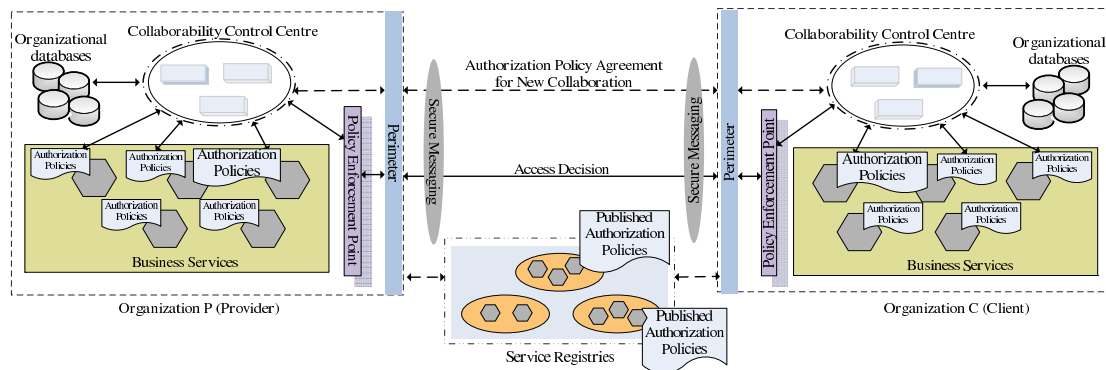 Collaborability Control Centre
Organizational
databases
Authorization
Policies
Authorization
Policies
Authorization
Policies
Authorization
Policies
Authorization
Policies
Business Services
Policy Enforcement Point
Perimeter
Organization P (Provider)
Secure Messaging
Authorization Policy Agreement
for New Collaboration
Access Decision
Published
Authorization
Policies
Published
Authorization
Policies
Service Registries
Secure Messaging
Collaborability Control Centre
Organizational
databases
Perimeter
Policy Enforcement Point
Authorization
Policies
Authorization
Policies
Authorization
Policies
Authorization
Policies
Authorization
Policies
Business Services
Organization C (Client)